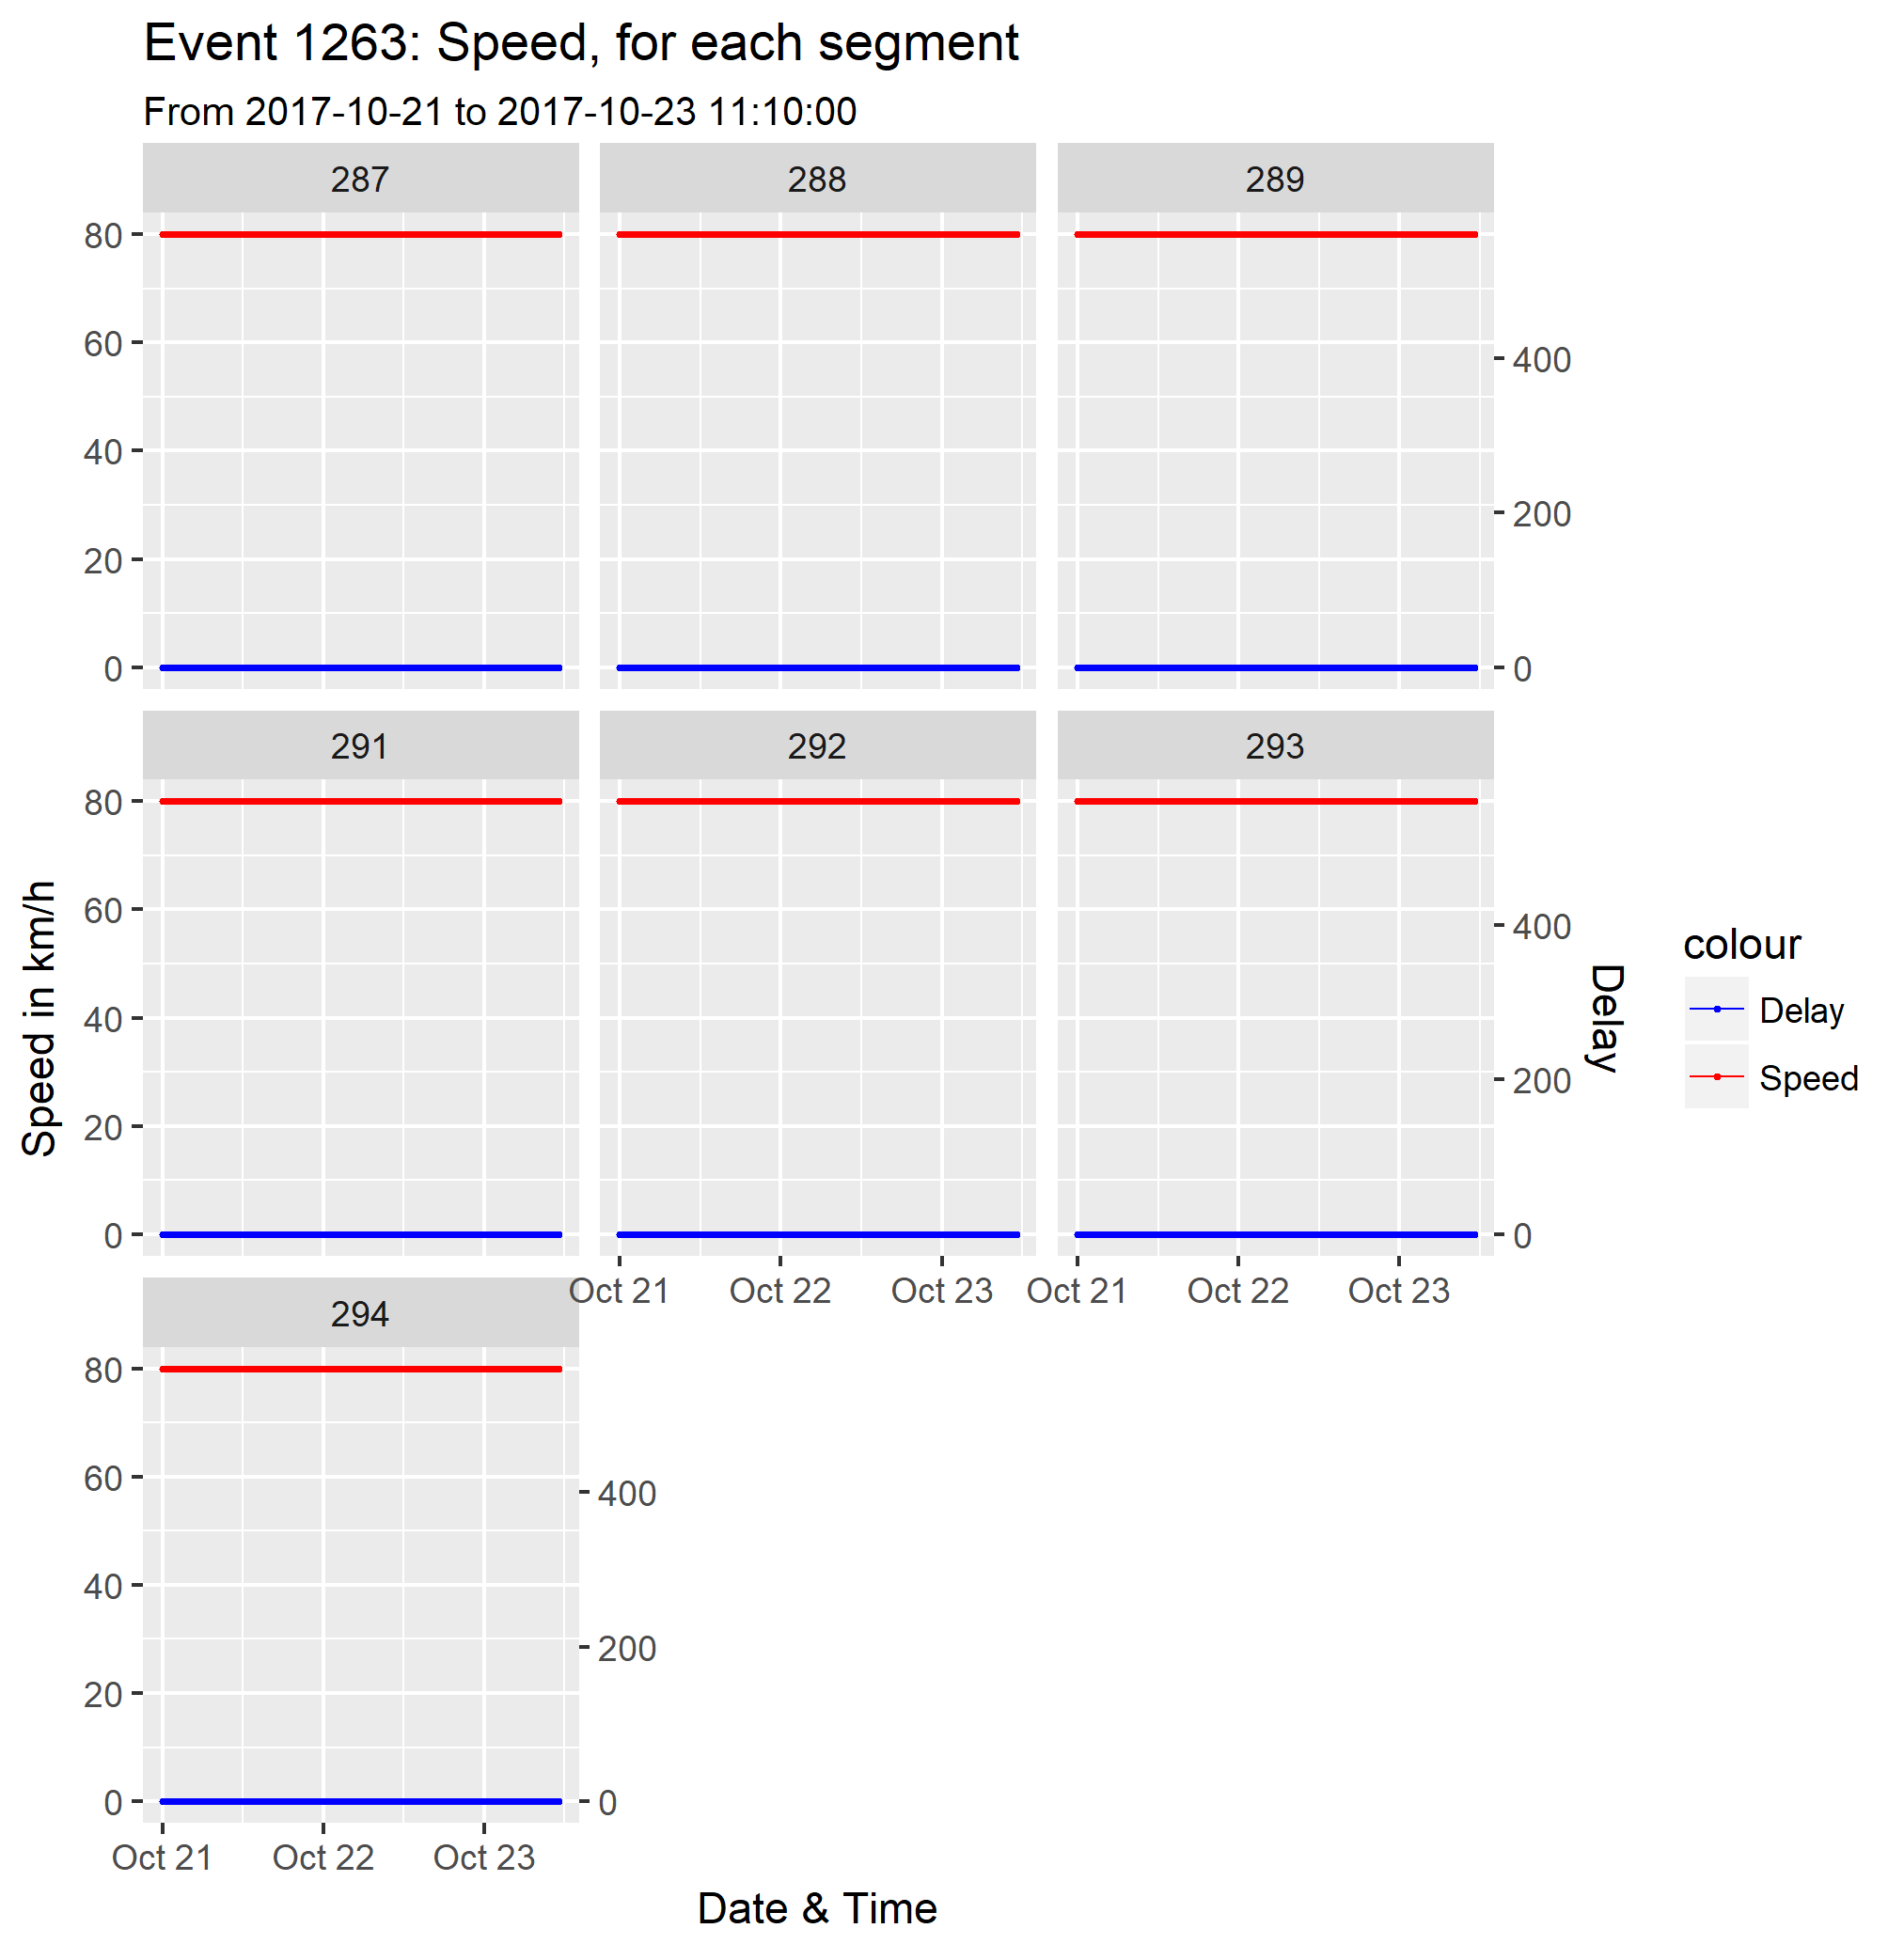 Event 1263: Speed, for each segment
From 2017-10-21 to 2017-10-23 11:10:00
287 288 289
80
60
40
20
0
400
200
0
291 292 293
80
60
40
20
0
400
200
0
Oct 21 Oct 22 Oct 23 Oct 21 Oct 22 Oct 23
294
80
60
40
20
0
400
200
0
Oct 21 Oct 22 Oct 23
Date & Time
Speed in km/h
Delay
colour
Delay
Speed